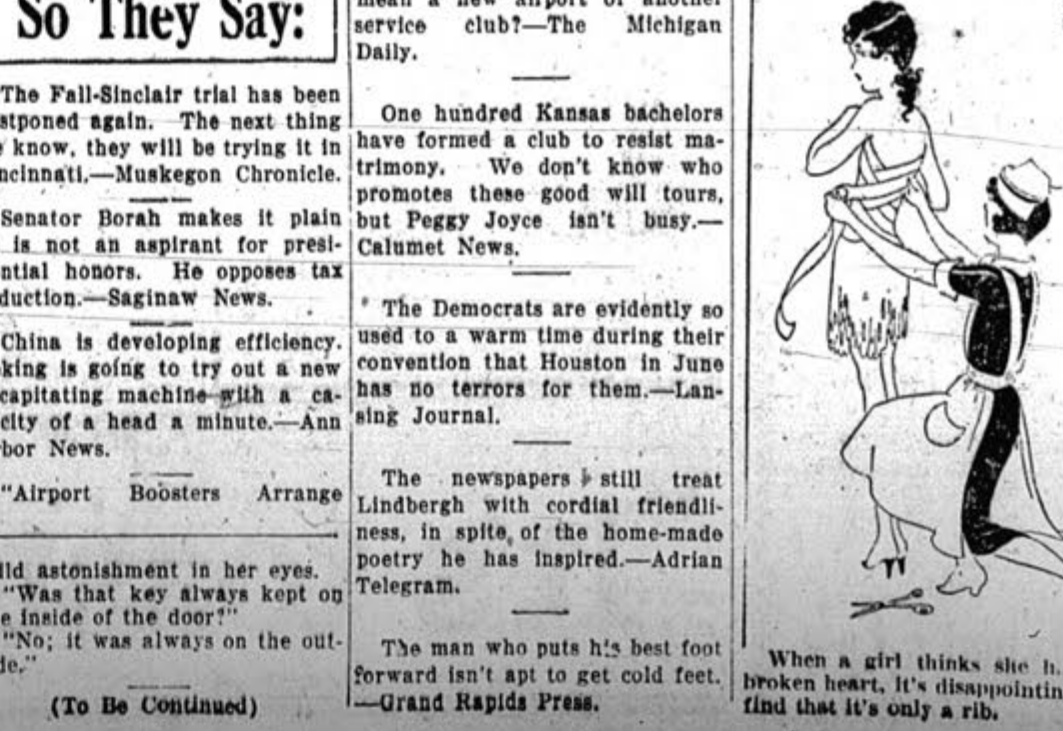 So They Say:
The Fall-Sinclair trial has been
stponed again. The next thing
e know, they will be trying it in
ncinnati.—Muskegon Chronicle.
Senator Borah makes it plain
is not an aspirant for presi-
ntial honors. He opposes tax
duction.—Saginaw News.
China is developing efficiency.
king is going to try out a new
capitating machine with a ca-
city of a head a minute.—Ann
bor News.
"Airport Boosters Arrange
ild astonishment in her eyes.
"Was that key always kept on
e inside of the door?"
"No; it was always on the out-
de."
(To Be Continued)
mean a new airport or another
service club?—The Michigan
Daily.
One hundred Kansas bachelors
have formed a club to resist ma-
trimony. We don't know who
promotes these good will tours,
but Peggy Joyce isn't busy.—
Calumet News.
The Democrats are evidently so
used to a warm time during their
convention that Houston in June
has no terrors for them.—Lan-
sing Journal.
The newspapers still treat
Lindbergh with cordial friendli-
ness, in spite of the home-made
poetry he has inspired.—Adrian
Telegram.
The man who puts his best foot
forward isn't apt to get cold feet.
—Grand Rapids Press.
When a girl thinks she h
broken heart, it's disappointin
find that it's only a rib.